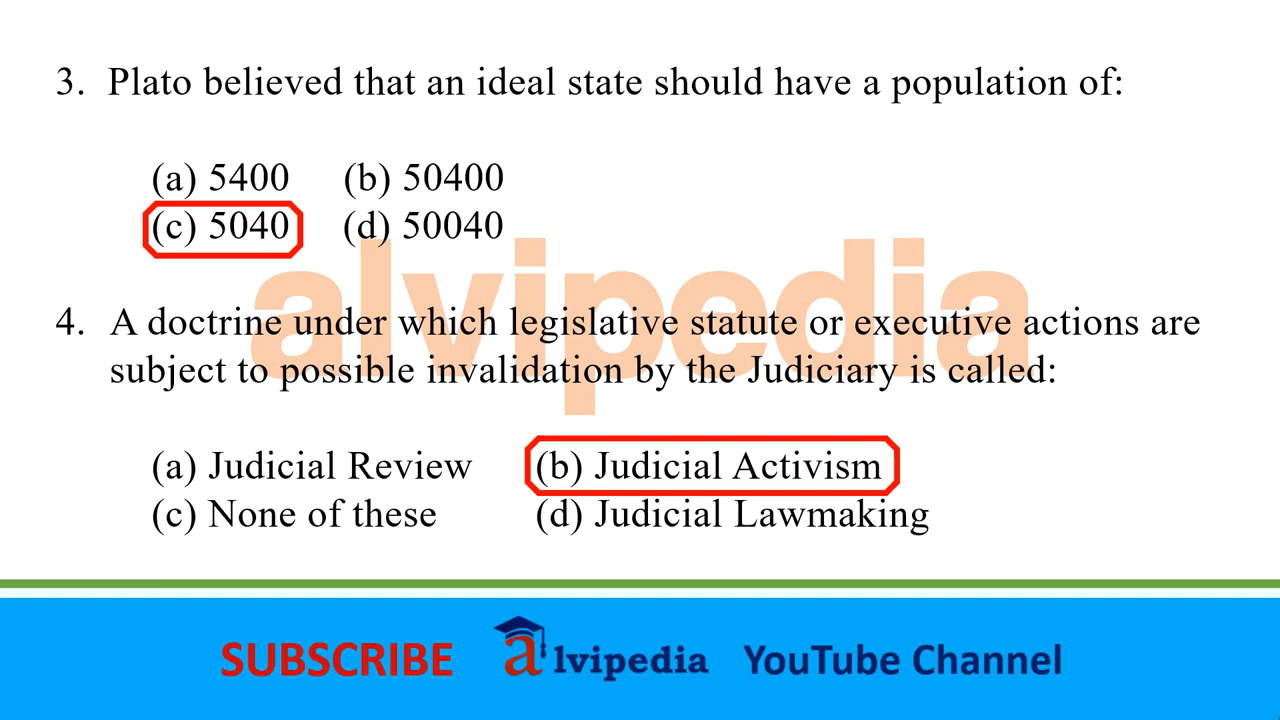 3. Plato believed that an ideal state should have a population of:
(a) 5400 (b) 50400
(c) 5040 (d) 50040
alvipedia
4. A doctrine under which legislative statute or executive actions are
subject to possible invalidation by the Judiciary is called:
(a) Judicial Review (b) Judicial Activism
(c) None of these (d) Judicial Lawmaking
SUBSCRIBE alvipedia YouTube Channel